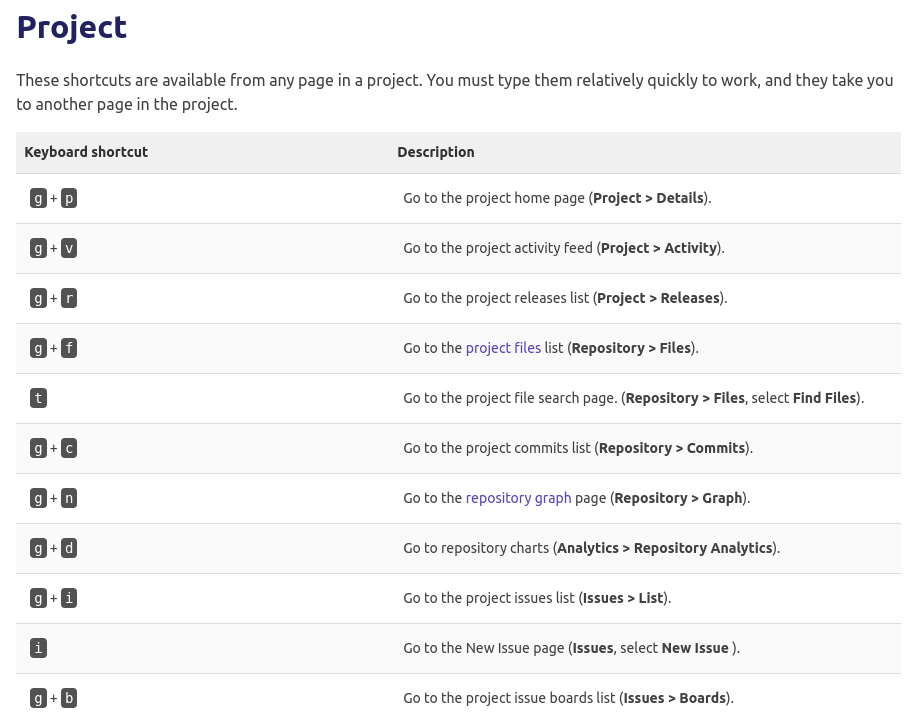 Project
These shortcuts are available from any page in a project. You must type them relatively quickly to work, and they take you
to another page in the project.
Keyboard shortcut Description
g + p Go to the project home page (Project > Details).
g + v Go to the project activity feed (Project > Activity).
g + r Go to the project releases list (Project > Releases).
g + f Go to the project files list (Repository > Files).
t Go to the project file search page. (Repository > Files, select Find Files).
g + c Go to the project commits list (Repository > Commits).
g + n Go to the repository graph page (Repository > Graph).
g + d Go to repository charts (Analytics > Repository Analytics).
g + i Go to the project issues list (Issues > List).
i Go to the New Issue page (Issues, select New Issue ).
g + b Go to the project issue boards list (Issues > Boards).